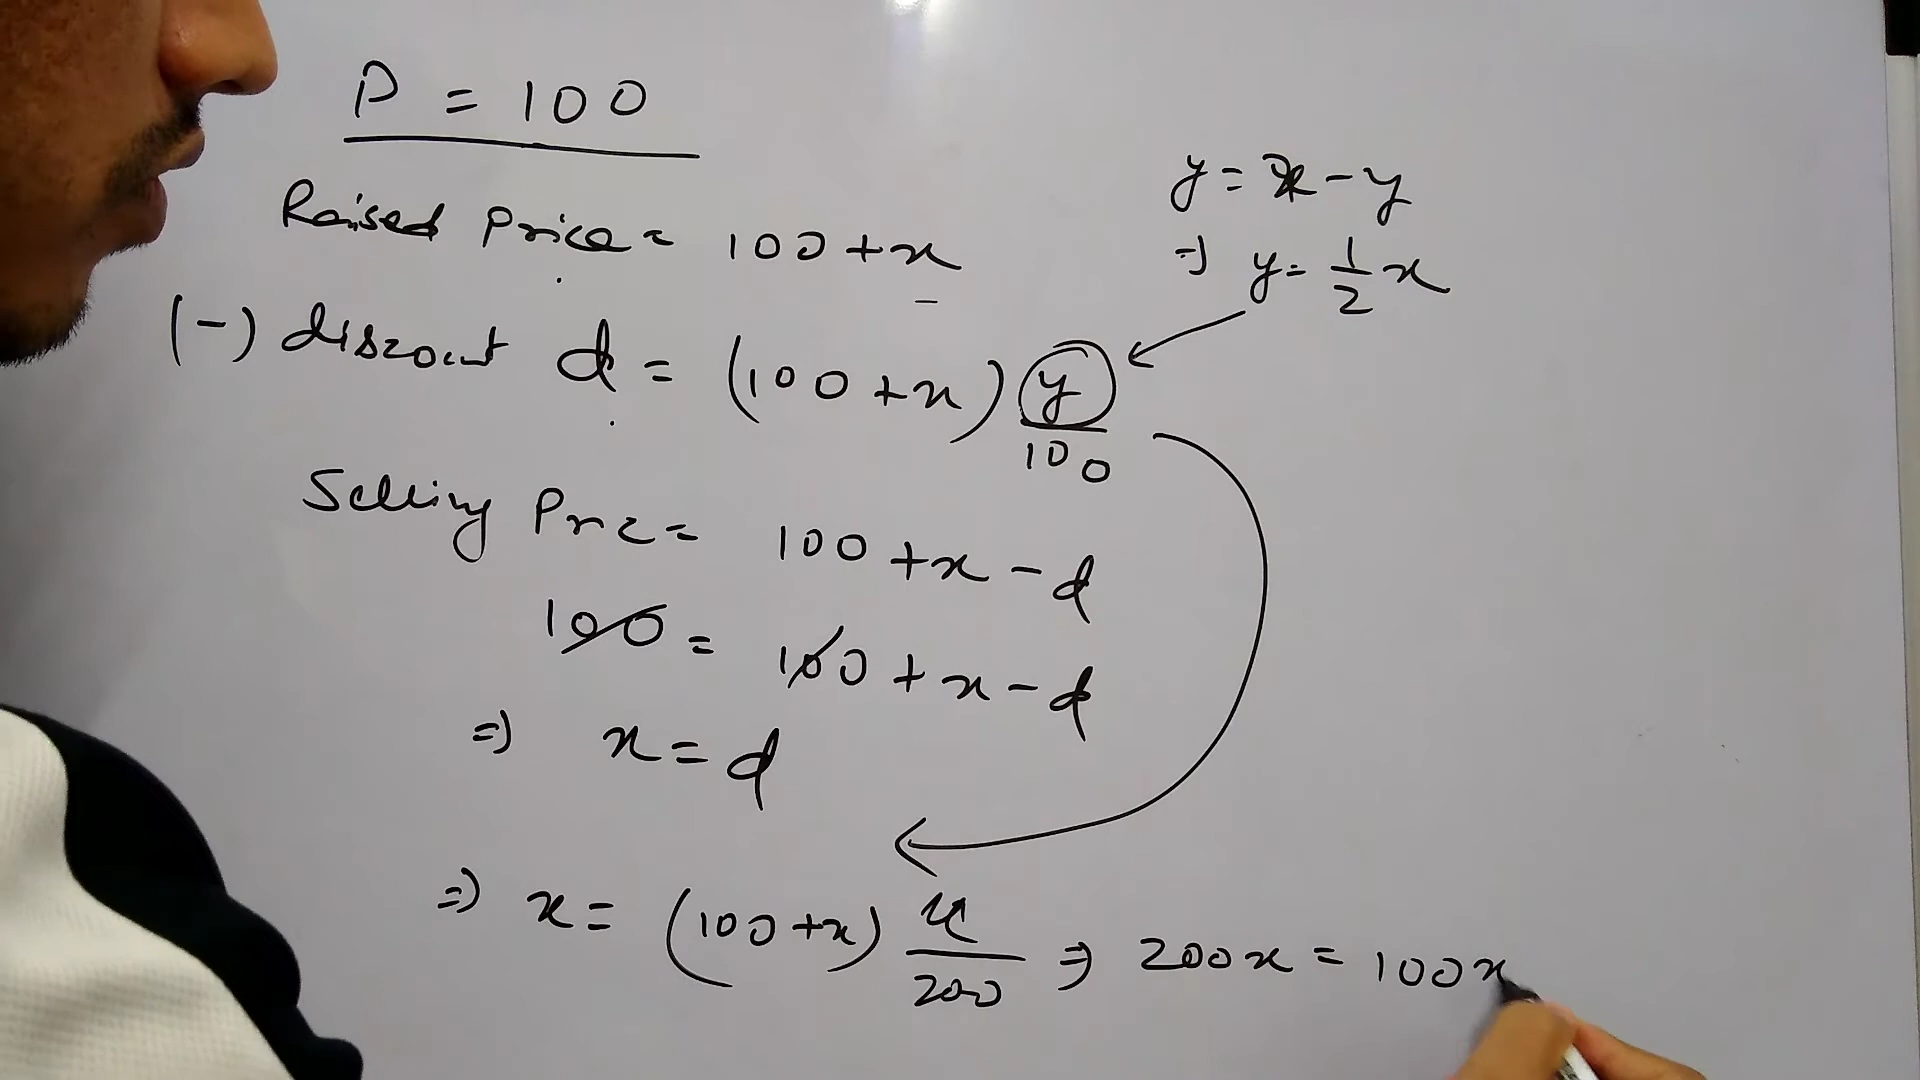 P = 100
Raised Price = 100 + x
(-) discount d = (100 + x) y/100
Selling Price = 100 + x - d
100 = 100 + x - d
=) x = d
=) x = (100 + x) x/200 => 200x = 100x
y = x - y
=) y = 1/2 x